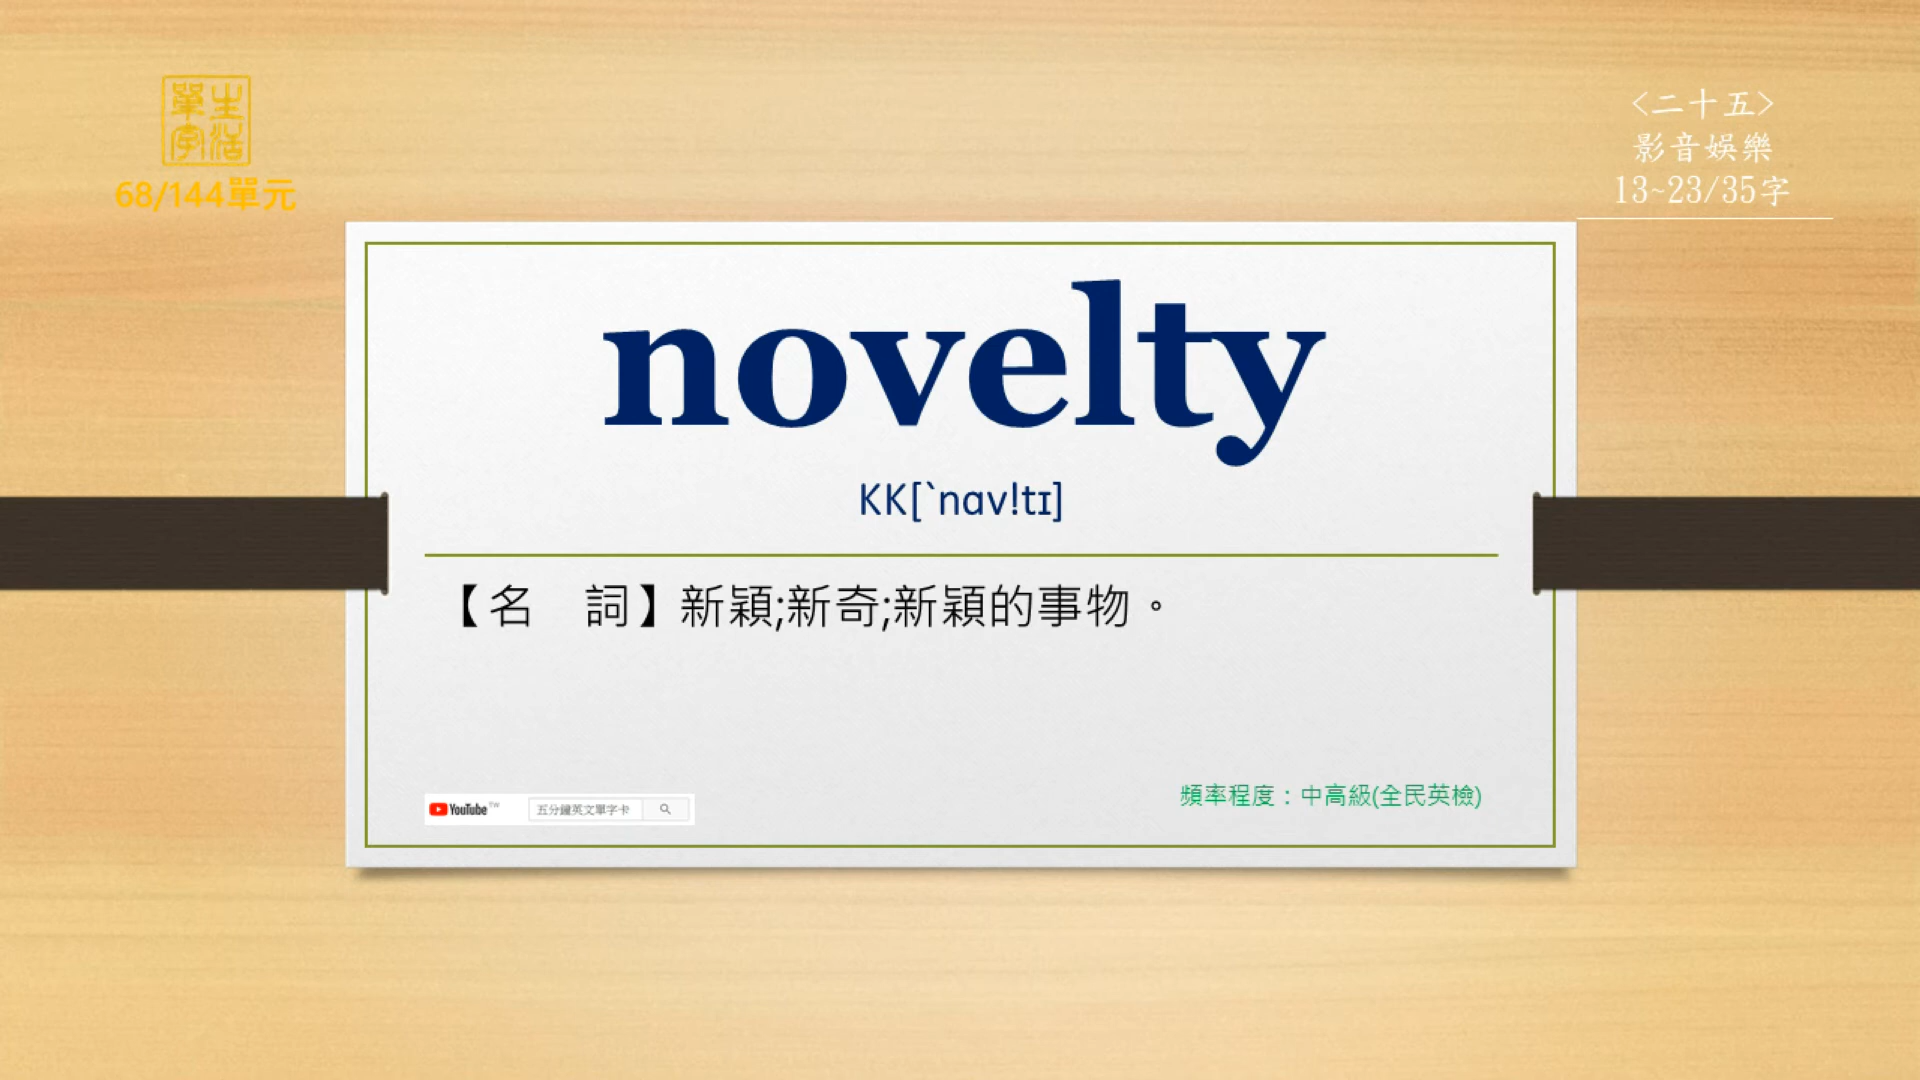 生活單字
68/144單元
<二十五>
影音娛樂
13~23/35字
novelty
KK[`nɑv!tɪ]
【名　詞】新穎;新奇;新穎的事物。
YouTube TW
五分鐘英文單字卡
頻率程度：中高級(全民英檢)